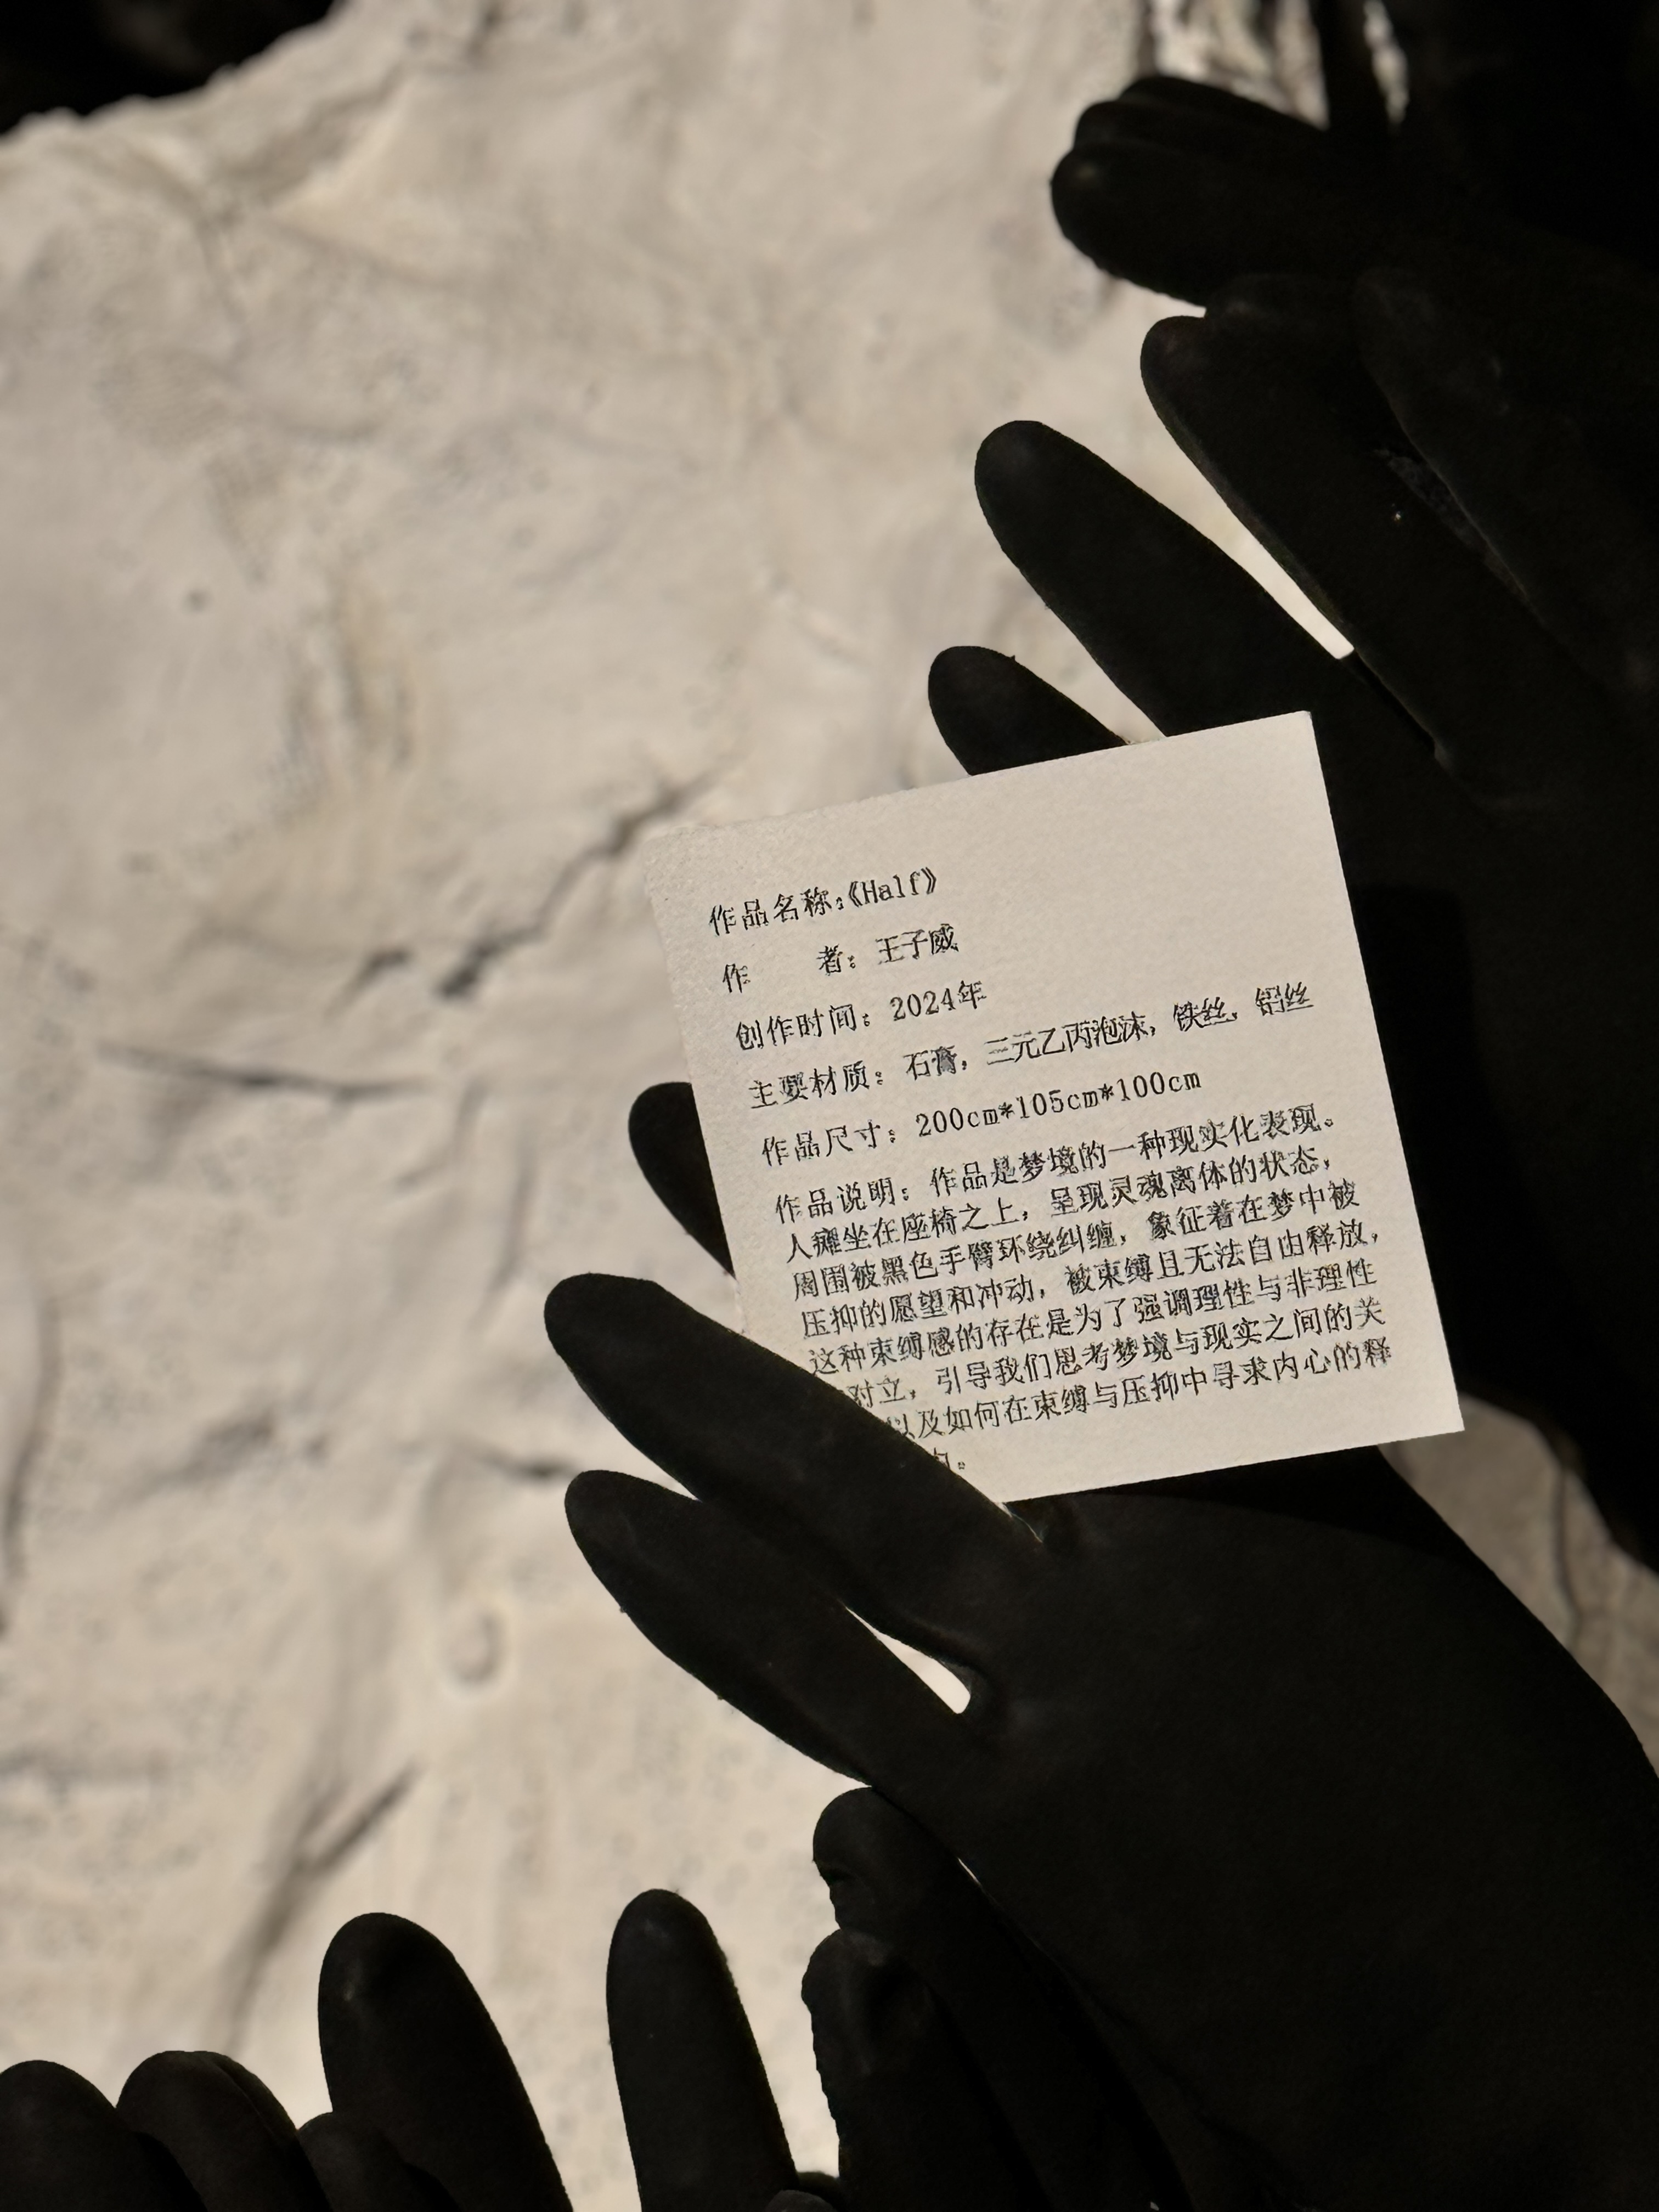 作品名称：《Half》
作　　者：王子威
创作时间：2024年
主要材质：石膏，三元乙丙泡沫，铁丝，铝丝
作品尺寸：200cm*105cm*100cm
作品说明：作品是梦境的一种现实化表现。
人瘫坐在座椅之上，呈现灵魂离体的状态，
周围被黑色手臂环绕纠缠，象征着在梦中被
压抑的愿望和冲动，被束缚且无法自由释放，
这种束缚感的存在是为了强调理性与非理性
对立，引导我们思考梦境与现实之间的关
以及如何在束缚与压抑中寻求内心的释